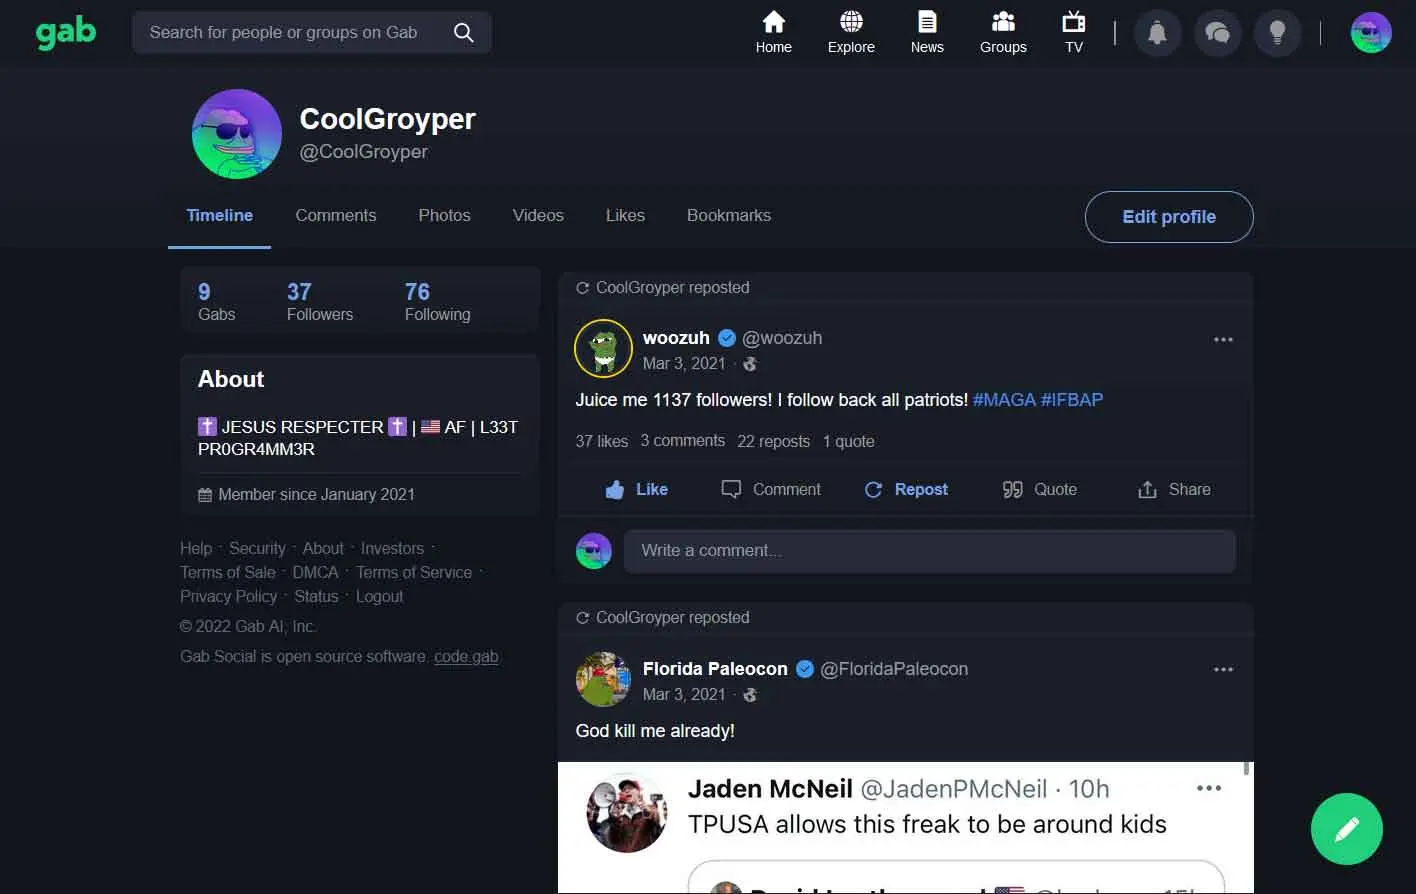 gab
Search for people or groups on Gab
Home
Explore
News
Groups
TV
CoolGroyper
@CoolGroyper
Timeline
Comments
Photos
Videos
Likes
Bookmarks
Edit profile
9
37
76
Gabs
Followers
Following
About
✝️ JESUS RESPECTER ✝️ | 🇺🇸 AF | L33T
PR0GR4MM3R
Member since January 2021
Help · Security · About · Investors ·
Terms of Sale · DMCA · Terms of Service ·
Privacy Policy · Status · Logout
© 2022 Gab AI, Inc.
Gab Social is open source software. code.gab
CoolGroyper reposted
woozuh @woozuh
Mar 3, 2021 ·
Juice me 1137 followers! I follow back all patriots! #MAGA #IFBAP
37 likes 3 comments 22 reposts 1 quote
Like
Comment
Repost
Quote
Share
Write a comment...
CoolGroyper reposted
Florida Paleocon @FloridaPaleocon
Mar 3, 2021 ·
God kill me already!
Jaden McNeil @JadenPMcNeil · 10h
TPUSA allows this freak to be around kids